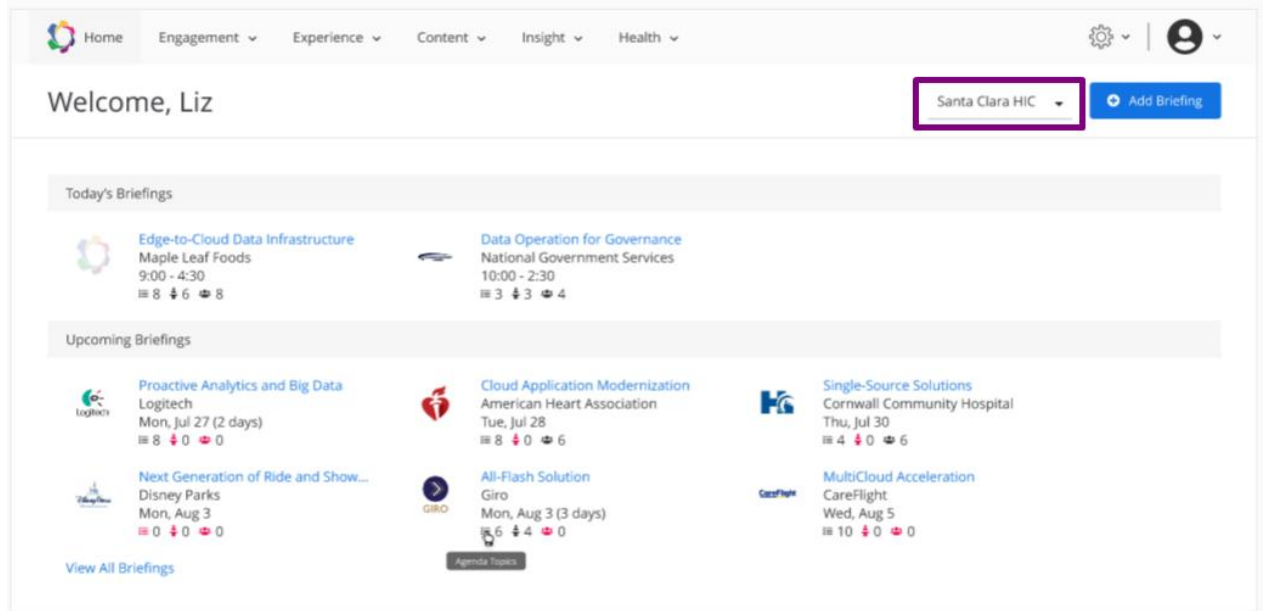 Home Engagement Experience Content Insight Health
Welcome, Liz
Santa Clara HIC
Add Briefing
Today's Briefings
Edge-to-Cloud Data Infrastructure
Maple Leaf Foods
9:00 - 4:30
8 6 8
Data Operation for Governance
National Government Services
10:00 - 2:30
3 3 4
Upcoming Briefings
logitech
Proactive Analytics and Big Data
Logitech
Mon, Jul 27 (2 days)
8 0 0
Cloud Application Modernization
American Heart Association
Tue, Jul 28
8 0 6
Single-Source Solutions
Cornwall Community Hospital
Thu, Jul 30
4 0 6
Next Generation of Ride and Show...
Disney Parks
Mon, Aug 3
0 0 0
GIRO
All-Flash Solution
Giro
Mon, Aug 3 (3 days)
6 4 0
Agenda Topics
CareFlight
MultiCloud Acceleration
CareFlight
Wed, Aug 5
10 0 0
View All Briefings